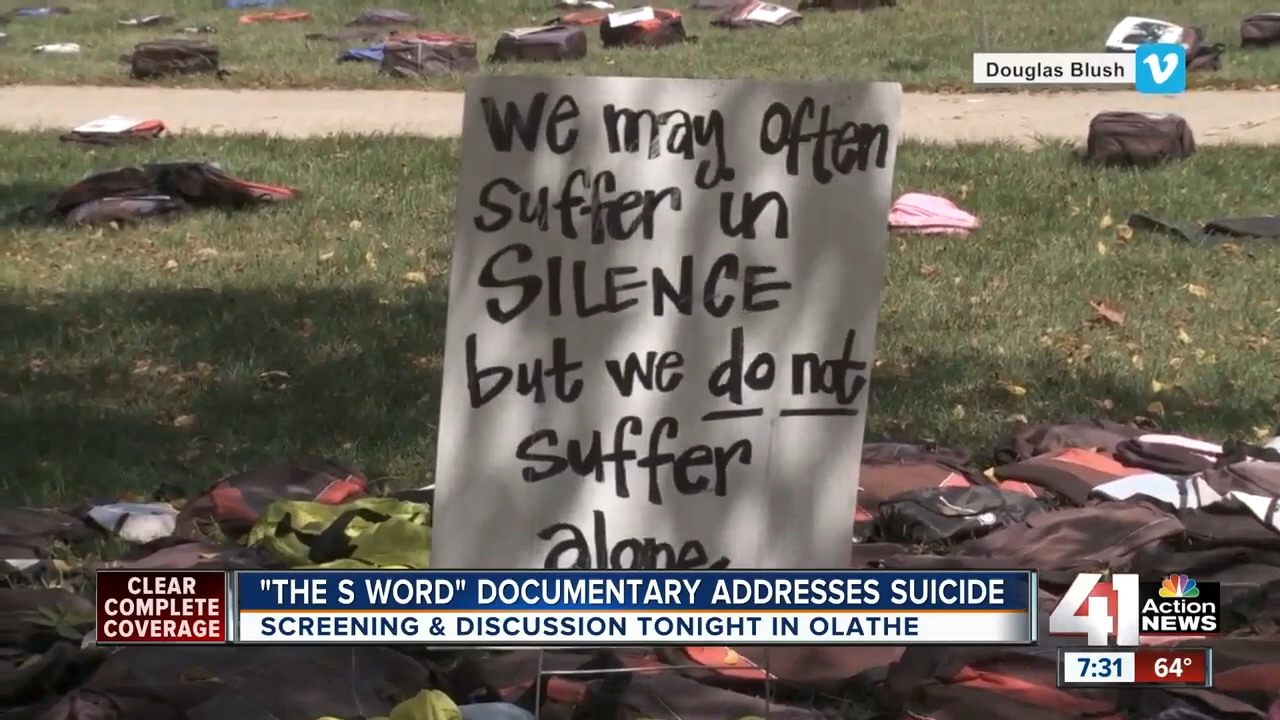 Douglas Blush
We may often
suffer in
SILENCE
but we do not
suffer
alone
CLEAR
COMPLETE
COVERAGE
"THE S WORD" DOCUMENTARY ADDRESSES SUICIDE
SCREENING & DISCUSSION TONIGHT IN OLATHE
41
Action
NEWS
7:31 64°